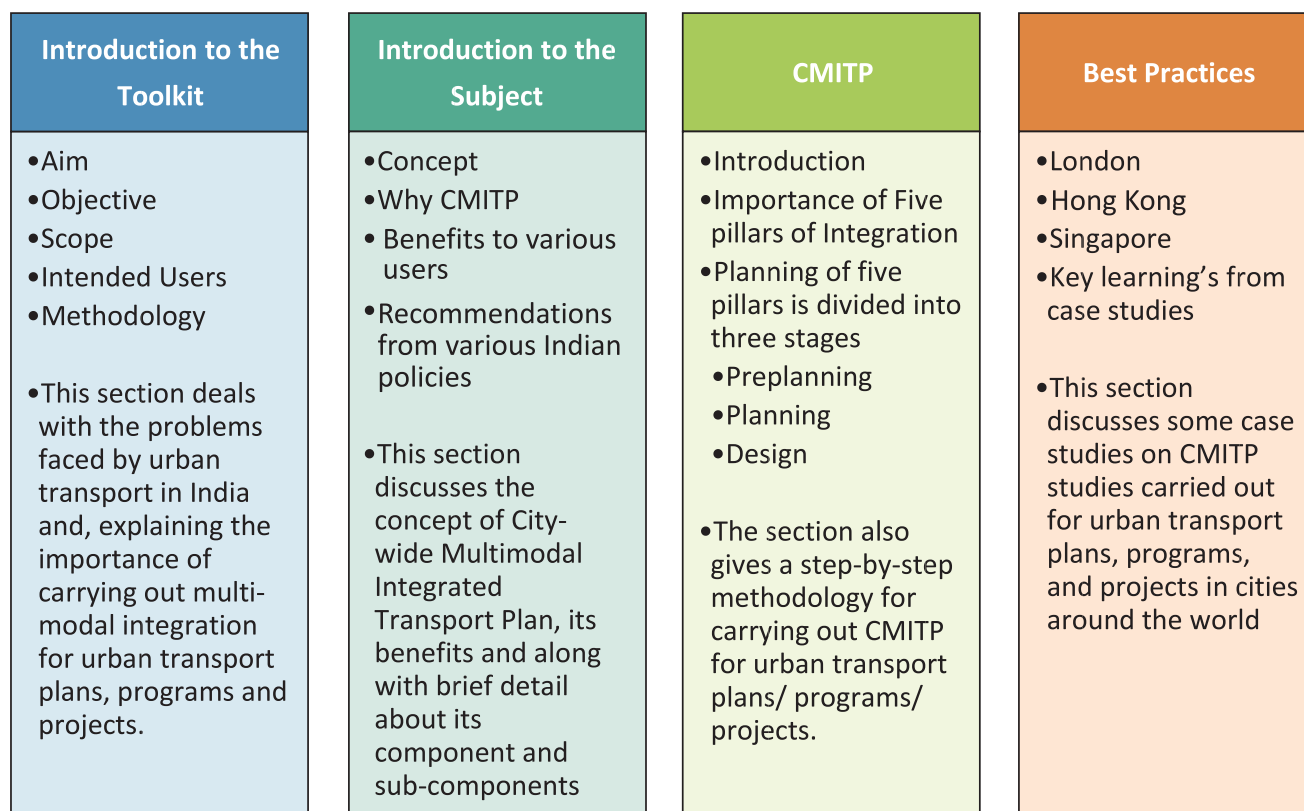 Introduction to the
Toolkit
•Aim
•Objective
•Scope
•Intended Users
•Methodology
•This section deals
with the problems
faced by urban
transport in India
and, explaining the
importance of
carrying out multi-
modal integration
for urban transport
plans, programs and
projects.
Introduction to the
Subject
•Concept
•Why CMITP
• Benefits to various
users
•Recommendations
from various Indian
policies
•This section
discusses the
concept of City-
wide Multimodal
Integrated
Transport Plan, its
benefits and along
with brief detail
about its
component and
sub-components
CMITP
•Introduction
•Importance of Five
pillars of Integration
•Planning of five
pillars is divided into
three stages
•Preplanning
•Planning
•Design
•The section also
gives a step-by-step
methodology for
carrying out CMITP
for urban transport
plans/ programs/
projects.
Best Practices
•London
•Hong Kong
•Singapore
•Key learning’s from
case studies
•This section
discusses some case
studies on CMITP
studies carried out
for urban transport
plans, programs,
and projects in cities
around the world